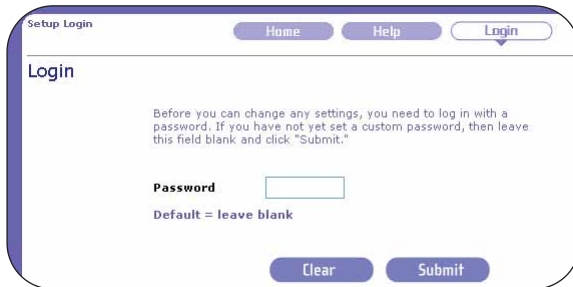 Setup Login
Home Help Login
Login
Before you can change any settings, you need to log in with a
password. If you have not yet set a custom password, then leave
this field blank and click "Submit."
Password
Default = leave blank
Clear Submit